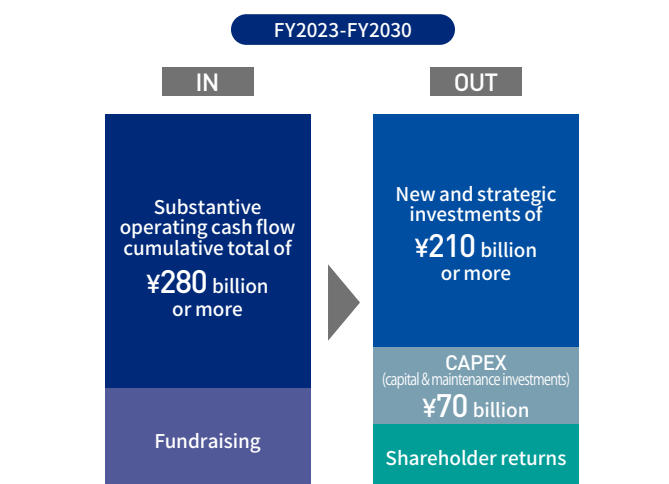 FY2023-FY2030
IN
OUT
Substantive
operating cash flow
cumulative total of
¥280 billion
or more
Fundraising
New and strategic
investments of
¥210 billion
or more
CAPEX
(capital & maintenance investments)
¥70 billion
Shareholder returns